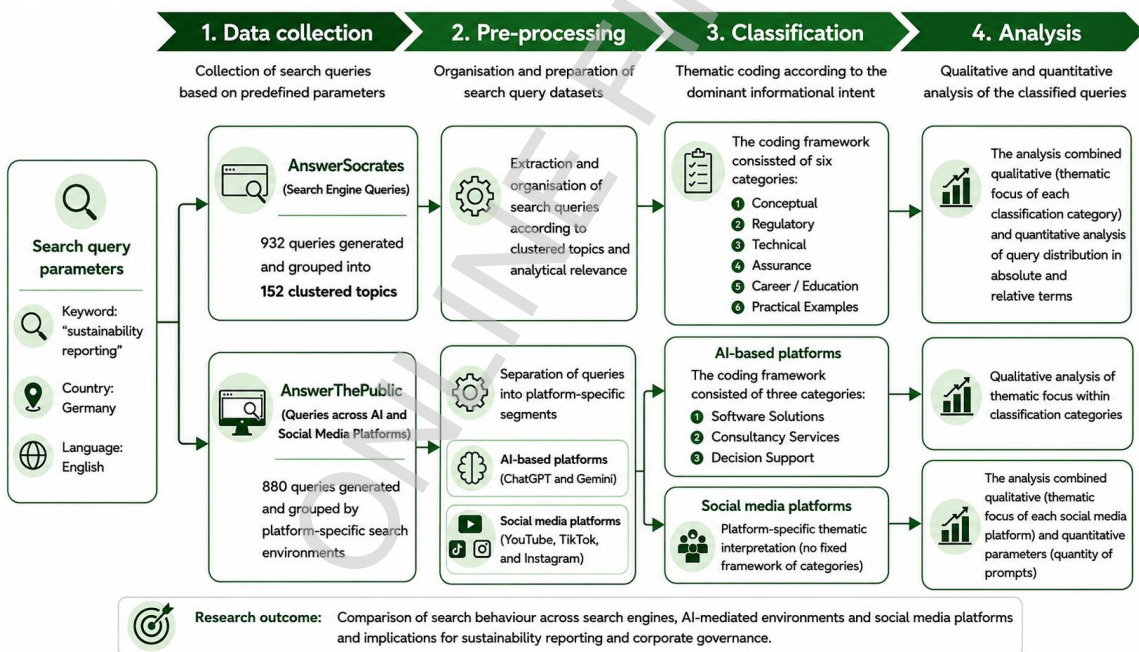 1. Data collection
2. Pre-processing
3. Classification
4. Analysis
Collection of search queries
based on predefined parameters
Organisation and preparation of
search query datasets
Thematic coding according to the
dominant informational intent
Qualitative and quantitative
analysis of the classified queries
Search query
parameters
Keyword:
"sustainability
reporting"
Country:
Germany
Language:
English
AnswerSocrates
(Search Engine Queries)
932 queries generated
and grouped into
152 clustered topics
Extraction and
organisation of
search queries
according to
clustered topics and
analytical relevance
The coding framework
consissted of six
categories:
1 Conceptual
2 Regulatory
3 Technical
4 Assurance
5 Career / Education
6 Practical Examples
The analysis combined
qualitative (thematic
focus of each
classification category)
and quantitative analysis
of query distribution in
absolute and
relative terms
AnswerThePublic
(Queries across AI and
Social Media Platforms)
880 queries generated
and grouped by
platform-specific search
environments
Separation of queries
into platform-specific
segments
AI-based platforms
(ChatGPT and Gemini)
Social media platforms
(YouTube, TikTok,
and Instagram)
AI-based platforms
The coding framework
consisted of three categories:
1 Software Solutions
2 Consultancy Services
3 Decision Support
Social media platforms
Platform-specific thematic
interpretation (no fixed
framework of categories)
Qualitative analysis of
thematic focus within
classification categories
The analysis combined
qualitative (thematic
focus of each social media
platform) and quantitative
parameters (quantity of
prompts)
Research outcome: Comparison of search behaviour across search engines, AI-mediated environments and social media platforms
and implications for sustainability reporting and corporate governance.
ONLINE